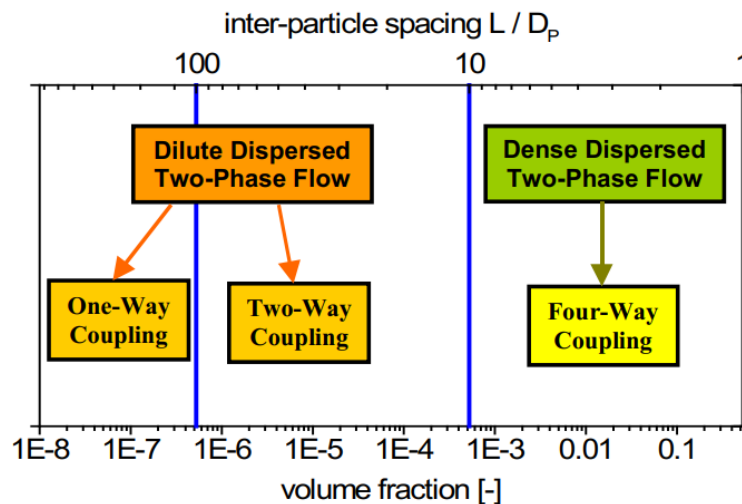 inter-particle spacing L / DP
100 10 1
Dilute Dispersed
Two-Phase Flow
Dense Dispersed
Two-Phase Flow
One-Way
Coupling
Two-Way
Coupling
Four-Way
Coupling
1E-8 1E-7 1E-6 1E-5 1E-4 1E-3 0.01 0.1
volume fraction [-]